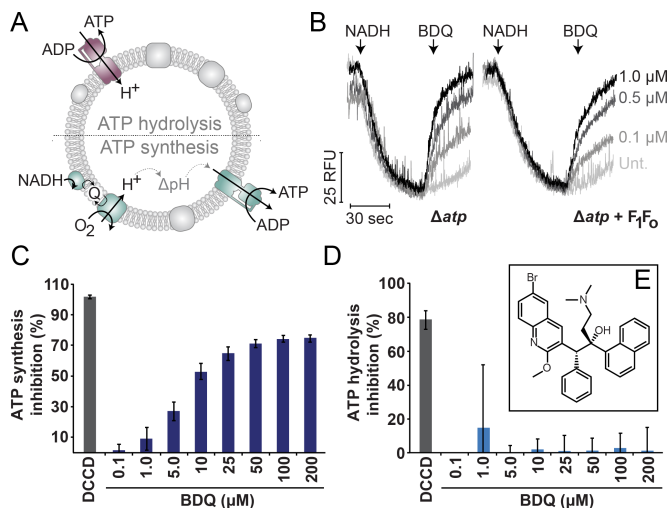 A
ATP
ADP
H+
ATP hydrolysis
ATP synthesis
NADH
Q
H+
ΔpH
O2
ATP
ADP
B
NADH
BDQ
NADH
BDQ
1.0 µM
0.5 µM
0.1 µM
Unt.
25 RFU
30 sec
Δatp
Δatp + F1Fo
C
ATP synthesis
inhibition (%)
110
90
70
50
30
10
DCCD
0.1
1.0
5.0
10
25
50
100
200
BDQ (µM)
D
ATP hydrolysis
inhibition (%)
100
80
60
40
20
0
DCCD
0.1
1.0
5.0
10
25
50
100
200
BDQ (µM)
E
Br
N
OH
N
O